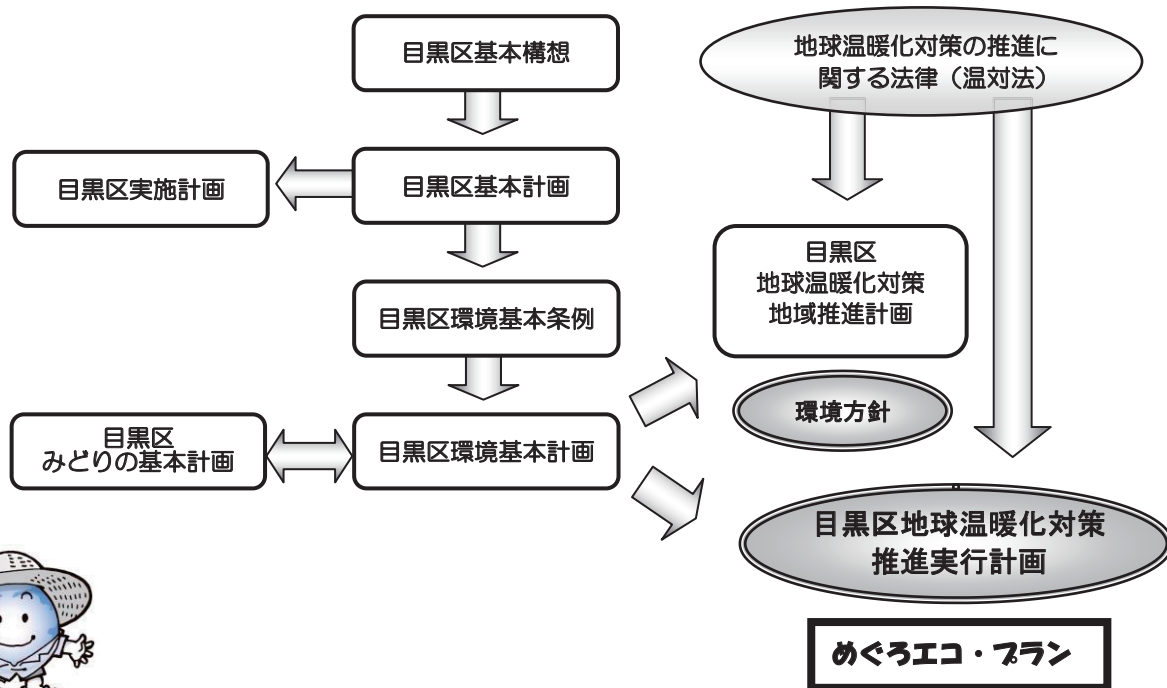 目黒区基本構想
地球温暖化対策の推進に
関する法律（温対法）
目黒区実施計画
目黒区基本計画
目黒区
地球温暖化対策
地域推進計画
目黒区環境基本条例
環境方針
目黒区
みどりの基本計画
目黒区環境基本計画
目黒区地球温暖化対策
推進実行計画
めぐろエコ・プラン